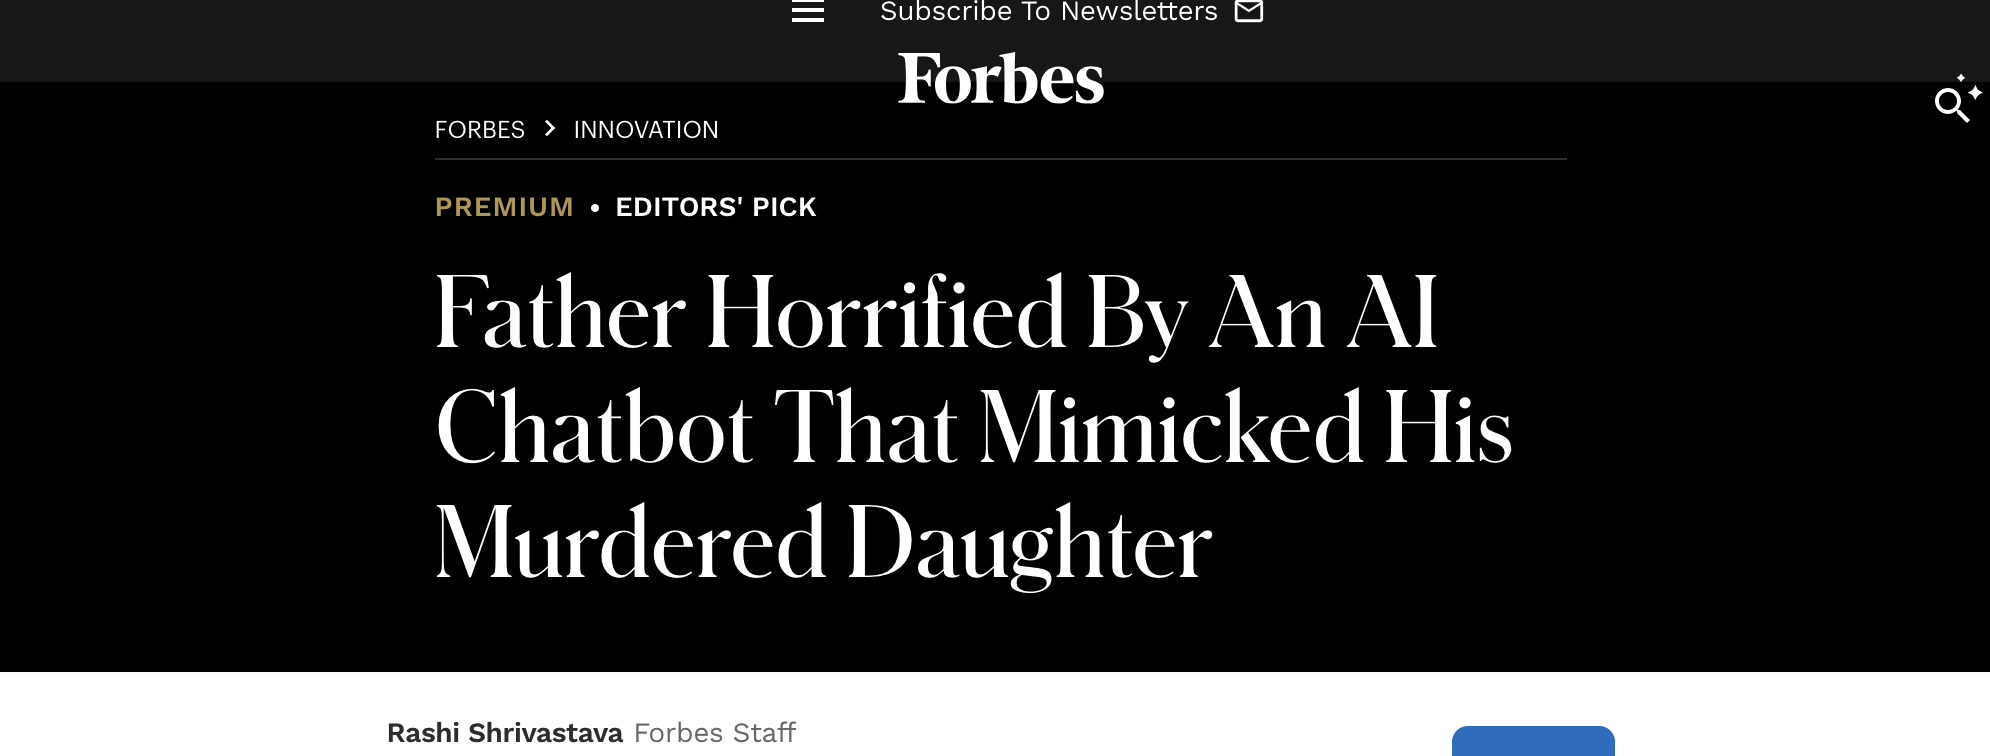 Subscribe To Newsletters
Forbes
FORBES > INNOVATION
PREMIUM • EDITORS' PICK
Father Horrified By An AI
Chatbot That Mimicked His
Murdered Daughter
Rashi Shrivastava Forbes Staff